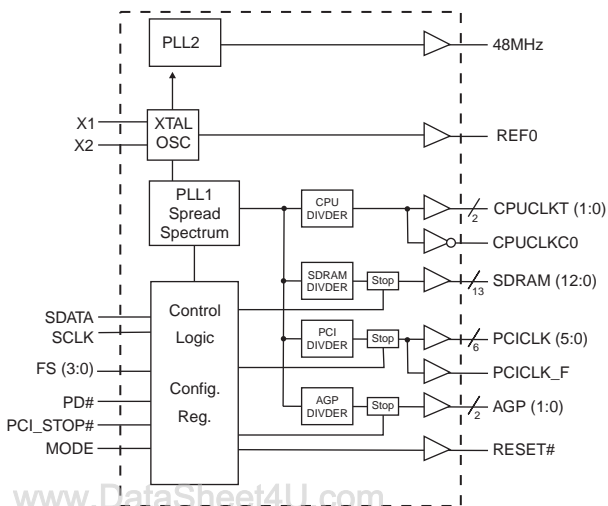 PLL2
48MHz
X1
X2
XTAL
OSC
REF0
PLL1
Spread
Spectrum
CPU
DIVDER
2
CPUCLKT (1:0)
CPUCLKC0
SDRAM
DIVDER
Stop
13
SDRAM (12:0)
SDATA
SCLK
FS (3:0)
PD#
PCI_STOP#
MODE
Control
Logic
Config.
Reg.
PCI
DIVDER
Stop
6
PCICLK (5:0)
PCICLK_F
AGP
DIVDER
Stop
2
AGP (1:0)
RESET#
www.DataSheet4U.com